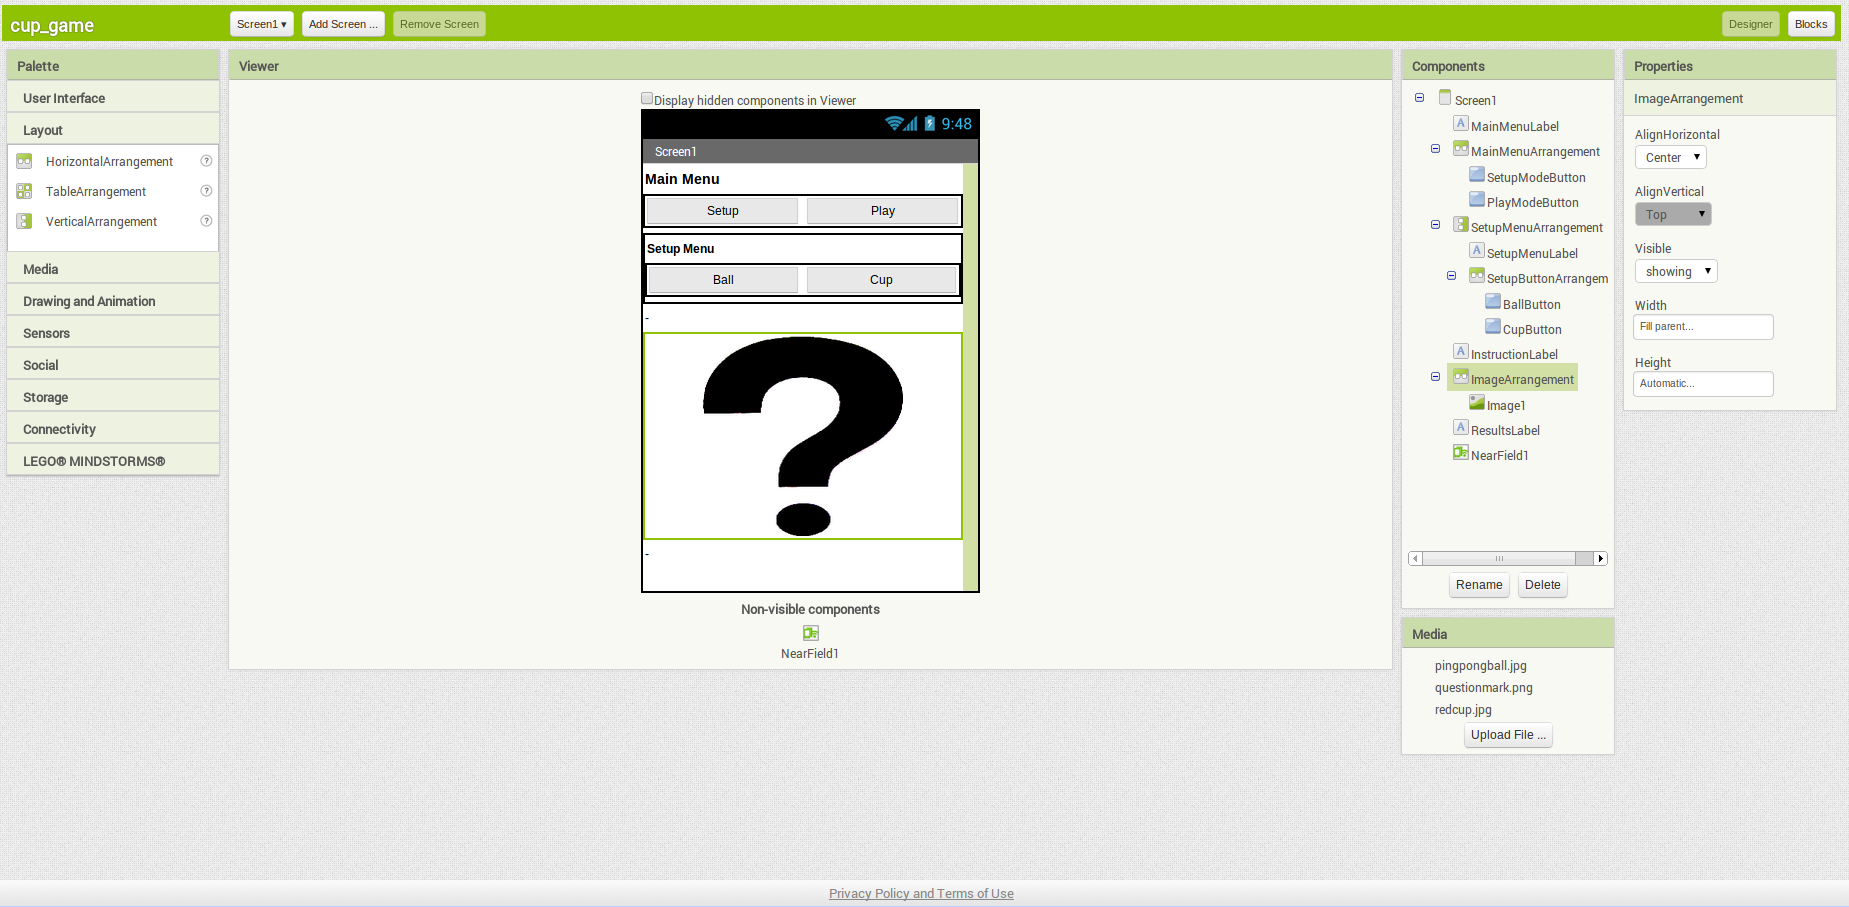 cup_game
Screen1 ▾
Add Screen ...
Remove Screen
Designer
Blocks
Palette
User Interface
Layout
HorizontalArrangement ?
TableArrangement ?
VerticalArrangement ?
Media
Drawing and Animation
Sensors
Social
Storage
Connectivity
LEGO® MINDSTORMS®
Viewer
Display hidden components in Viewer
9:48
Screen1
Main Menu
Setup
Play
Setup Menu
Ball
Cup
-
?
-
Non-visible components
NearField1
Components
Screen1
A MainMenuLabel
MainMenuArrangement
SetupModeButton
PlayModeButton
SetupMenuArrangement
A SetupMenuLabel
SetupButtonArrangem
BallButton
CupButton
A InstructionLabel
ImageArrangement
Image1
A ResultsLabel
NearField1
Rename
Delete
Media
pingpongball.jpg
questionmark.png
redcup.jpg
Upload File ...
Properties
ImageArrangement
AlignHorizontal
Center
AlignVertical
Top
Visible
showing
Width
Fill parent...
Height
Automatic...
Privacy Policy and Terms of Use